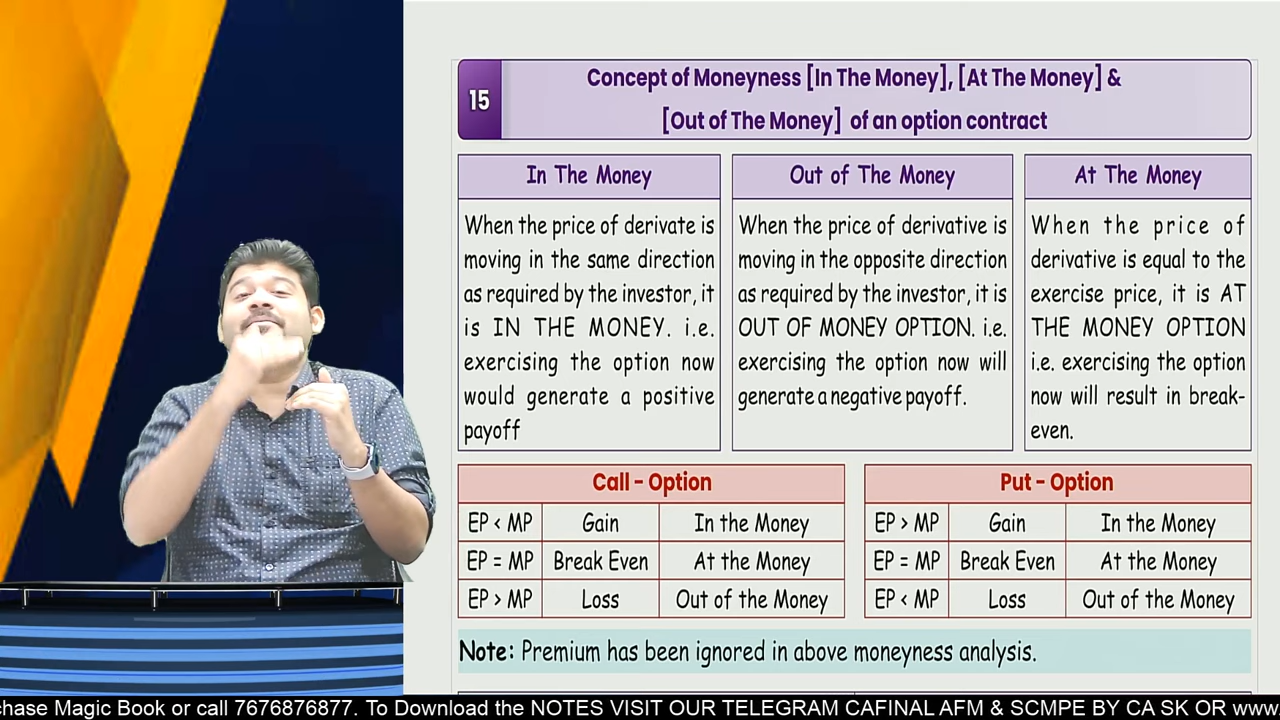 15
Concept of Moneyness [In The Money], [At The Money] &
[Out of The Money] of an option contract
In The Money
When the price of derivate is
moving in the same direction
as required by the investor, it
is IN THE MONEY. i.e.
exercising the option now
would generate a positive
payoff
Out of The Money
When the price of derivative is
moving in the opposite direction
as required by the investor, it is
OUT OF MONEY OPTION. i.e.
exercising the option now will
generate a negative payoff.
At The Money
When the price of
derivative is equal to the
exercise price, it is AT
THE MONEY OPTION
i.e. exercising the option
now will result in break-
even.
Call - Option
EP < MP Gain In the Money
EP = MP Break Even At the Money
EP > MP Loss Out of the Money
Put - Option
EP > MP Gain In the Money
EP = MP Break Even At the Money
EP < MP Loss Out of the Money
Note: Premium has been ignored in above moneyness analysis.
chase Magic Book or call 7676876877. To Download the NOTES VISIT OUR TELEGRAM CAFINAL AFM & SCMPE BY CA SK OR www